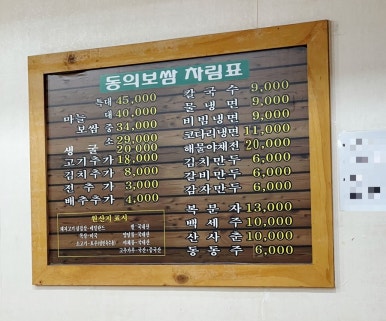 동의보쌈 차림표
특대 45,000
마늘 대 40,000
보쌈 중 34,000
소 29,000
생굴 20,000
고기추가 18,000
김치추가 8,000
전추가 3,000
배추추가 4,000
칼국수 9,000
물냉면 9,000
비빔냉면 9,000
코다리냉면 11,000
해물야채전 20,000
김치만두 6,000
갈비만두 6,000
감자만두 6,000
복분자 13,000
백세주 10,000
산사춘 10,000
동동주 6,000
원산지 표시